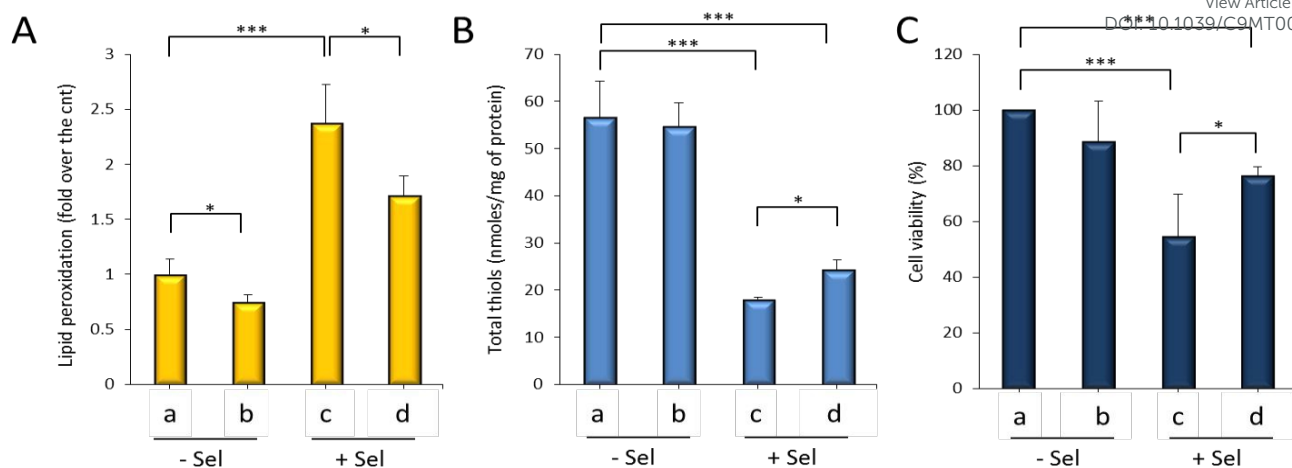 View Article
DOI: 10.1039/C9MT00
A
***
*
*
Lipid peroxidation (fold over the cnt)
3
2.5
2
1.5
1
0.5
0
a b c d
- Sel + Sel
B
***
***
*
Total thiols (nmoles/mg of protein)
70
60
50
40
30
20
10
0
a b c d
- Sel + Sel
C
***
***
*
Cell viability (%)
120
100
80
60
40
20
0
a b c d
- Sel + Sel